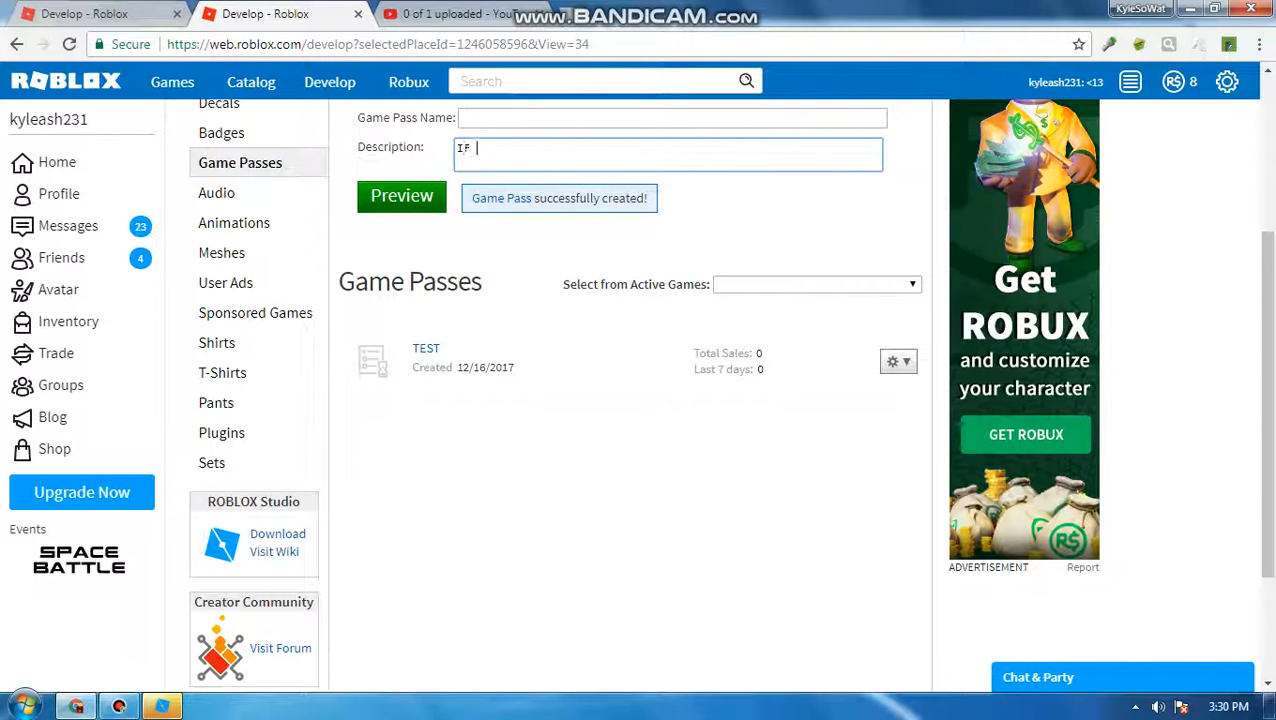 Develop - Roblox
Develop - Roblox
0 of 1 uploaded - You
www.BANDICAM.com
KyleSoWat
Secure
https://web.roblox.com/develop?selectedPlaceId=1246058596&View=34
ROBLOX
Games
Catalog
Develop
Robux
Search
kyleash231: <13
R$ 8
kyleash231
Home
Profile
Messages 23
Friends 4
Avatar
Inventory
Trade
Groups
Blog
Shop
Upgrade Now
Events
SPACE
BATTLE
Decals
Badges
Game Passes
Audio
Animations
Meshes
User Ads
Sponsored Games
Shirts
T-Shirts
Pants
Plugins
Sets
ROBLOX Studio
Download
Visit Wiki
Creator Community
Visit Forum
Game Pass Name:
Description:
IF
Preview
Game Pass successfully created!
Game Passes
Select from Active Games:
TEST
Created 12/16/2017
Total Sales: 0
Last 7 days: 0
Get
ROBUX
and customize
your character
GET ROBUX
R$
ADVERTISEMENT
Report
Chat & Party
3:30 PM